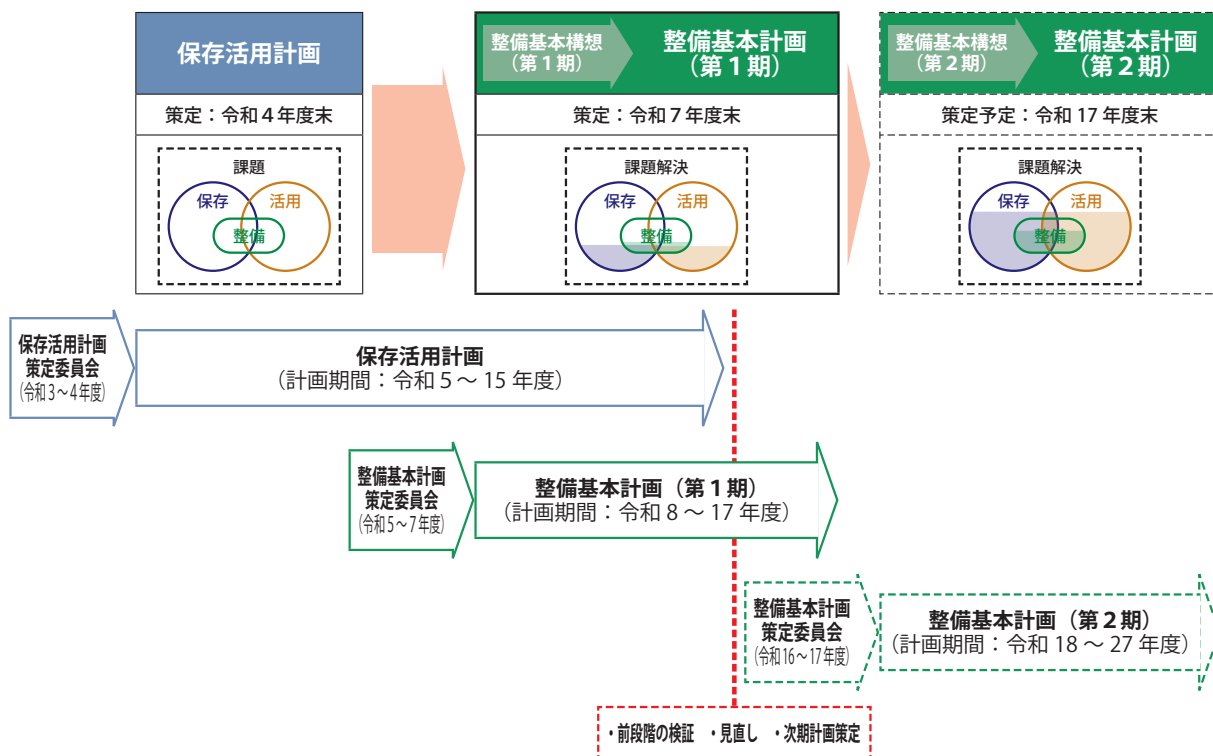 保存活用計画
策定：令和４年度末
課題
保存
活用
整備
整備基本構想
（第１期）
整備基本計画
（第１期）
策定：令和７年度末
課題解決
保存
活用
整備
整備基本構想
（第２期）
整備基本計画
（第２期）
策定予定：令和 17 年度末
課題解決
保存
活用
整備
保存活用計画
策定委員会
（令和３～４年度）
保存活用計画
（計画期間：令和５～ 15 年度）
整備基本計画
策定委員会
（令和５～７年度）
整備基本計画（第１期）
（計画期間：令和８～ 17 年度）
整備基本計画
策定委員会
（令和16～17年度）
整備基本計画（第２期）
（計画期間：令和 18 ～ 27 年度）
・前段階の検証　・見直し　・次期計画策定